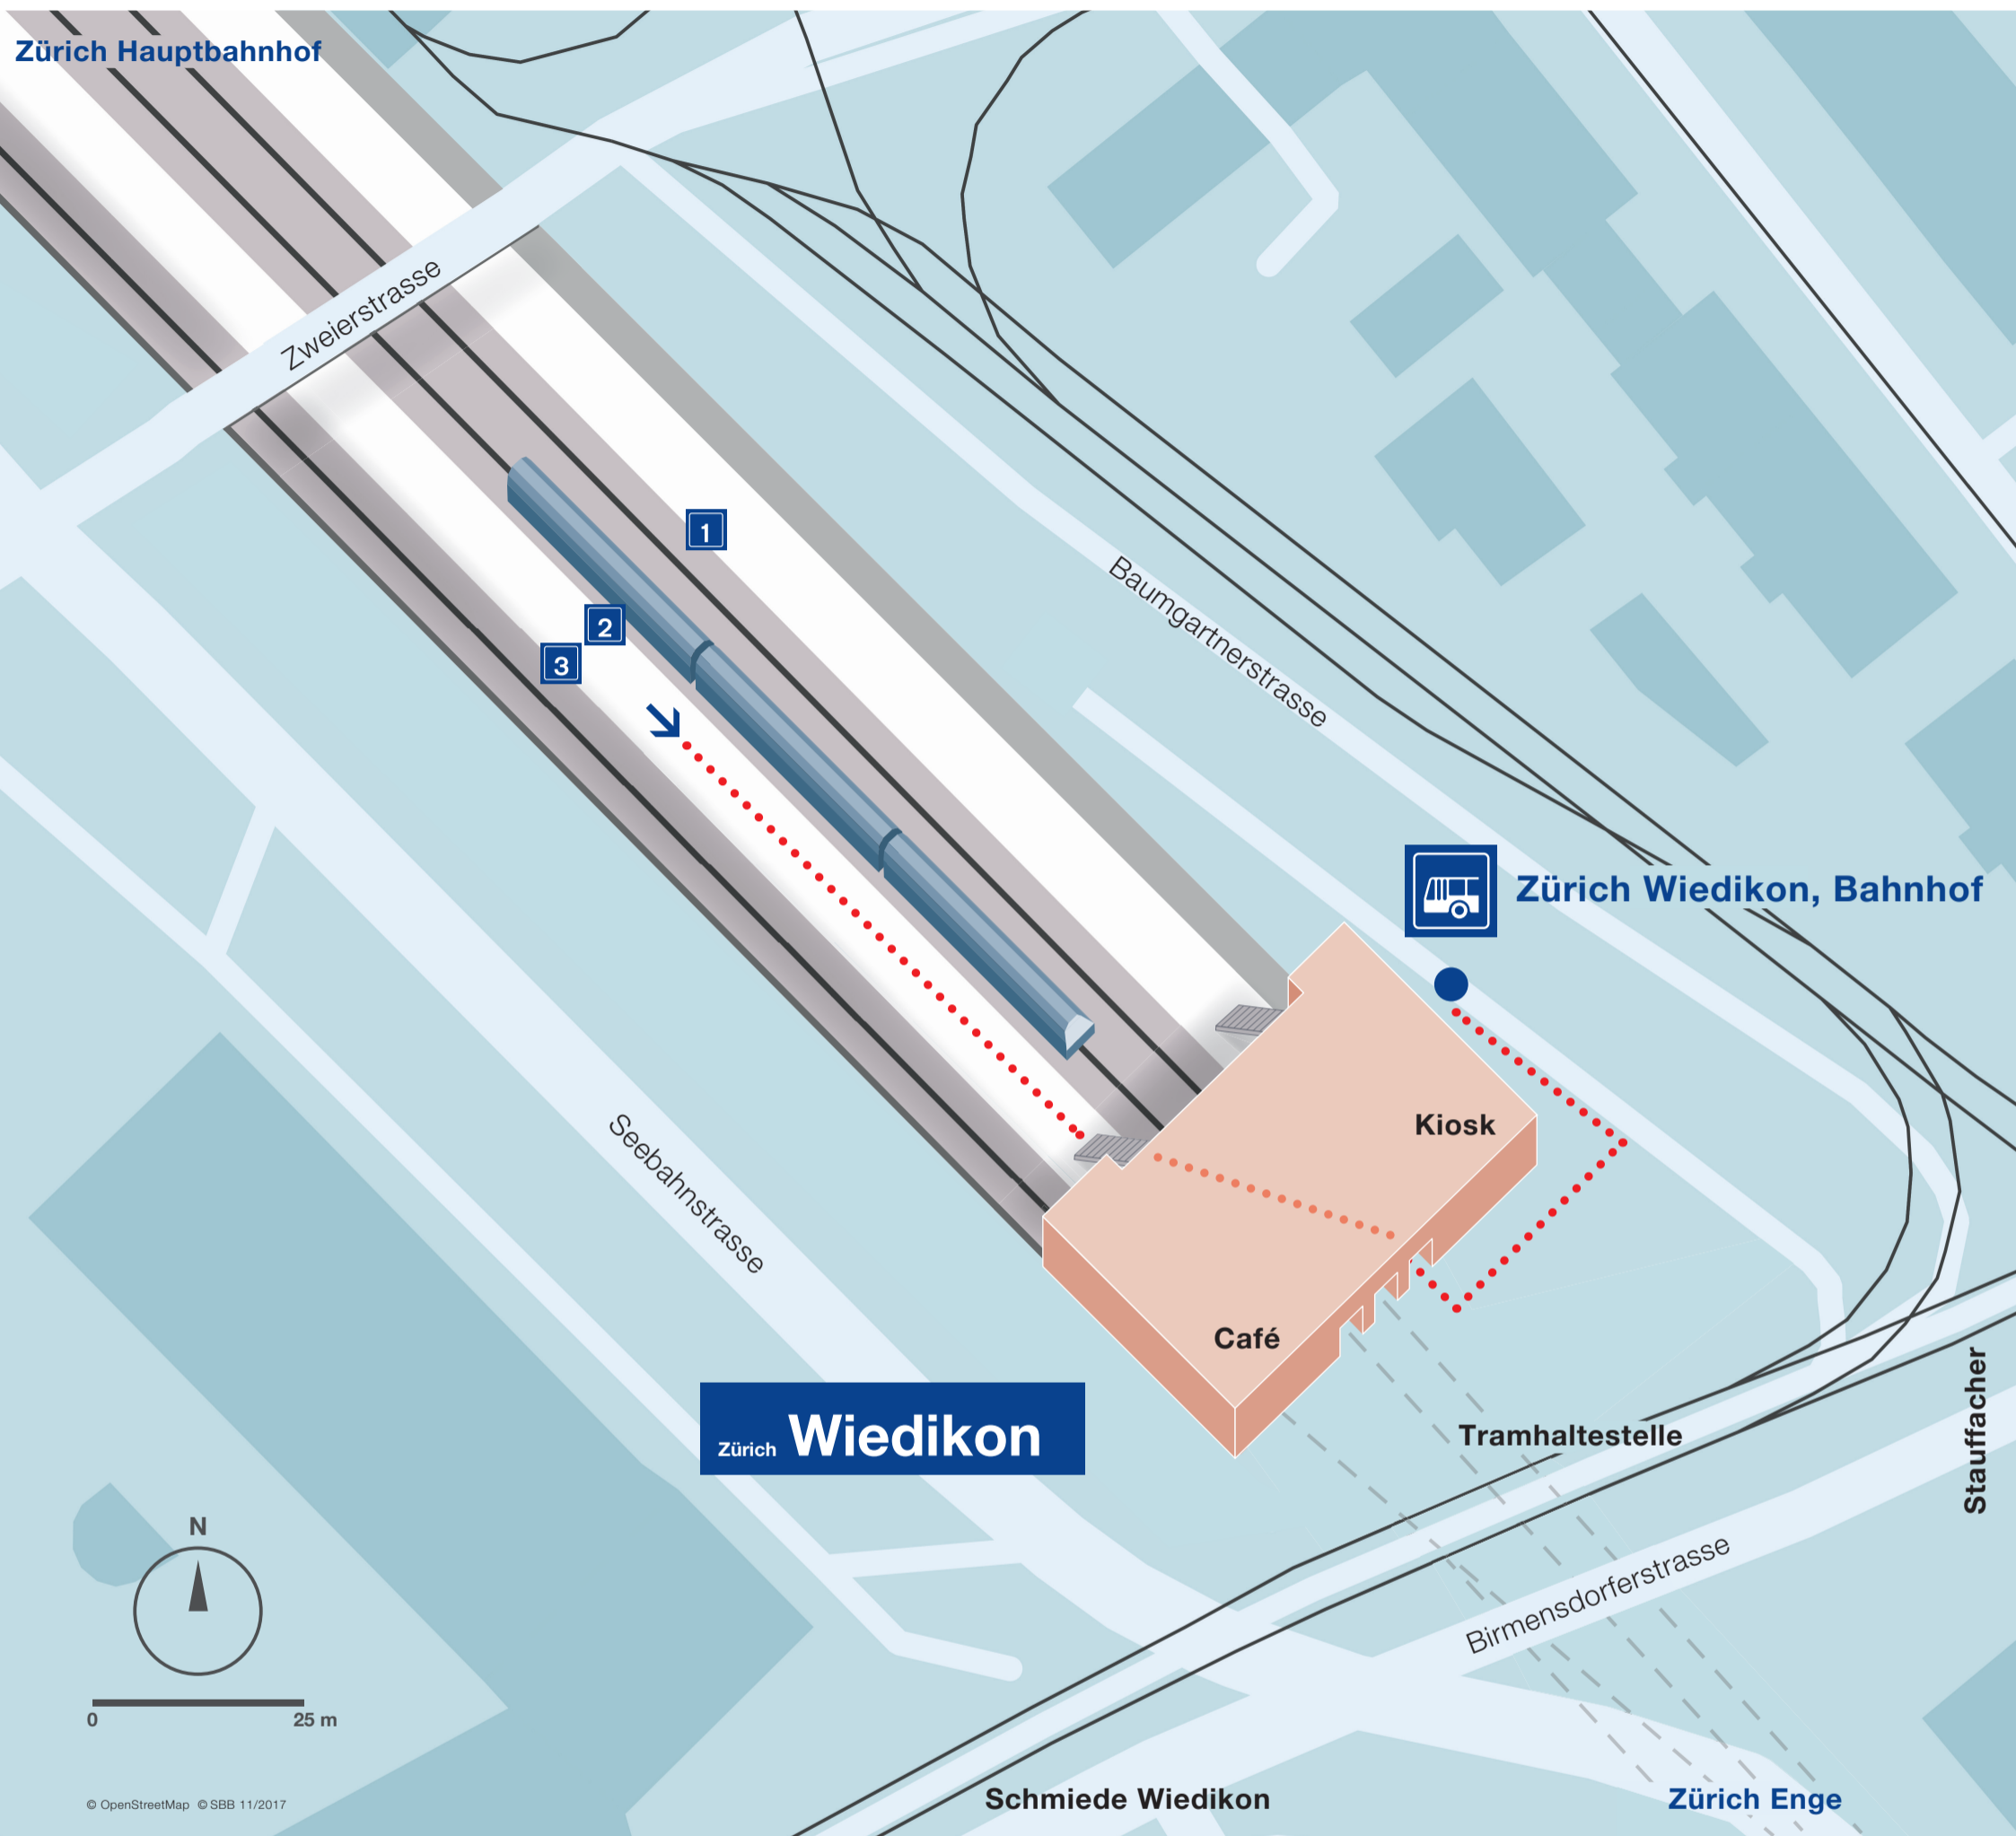 Zürich Hauptbahnhof
Zweierstrasse
1
2
3
Baumgartnerstrasse
Zürich Wiedikon, Bahnhof
Kiosk
Seebahnstrasse
Café
Zürich Wiedikon
Tramhaltestelle
Stauffacher
Birmensdorferstrasse
N
0 25 m
© OpenStreetMap © SBB 11/2017
Schmiede Wiedikon
Zürich Enge